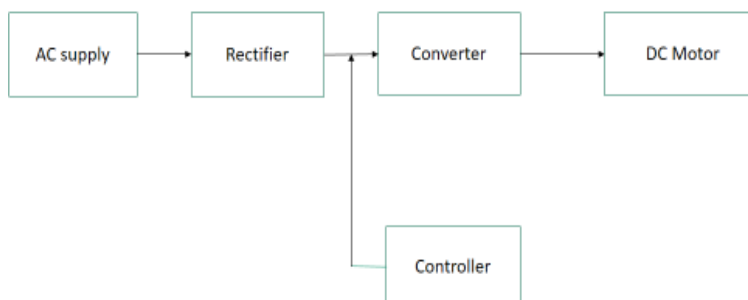 AC supply
Rectifier
Converter
DC Motor
Controller